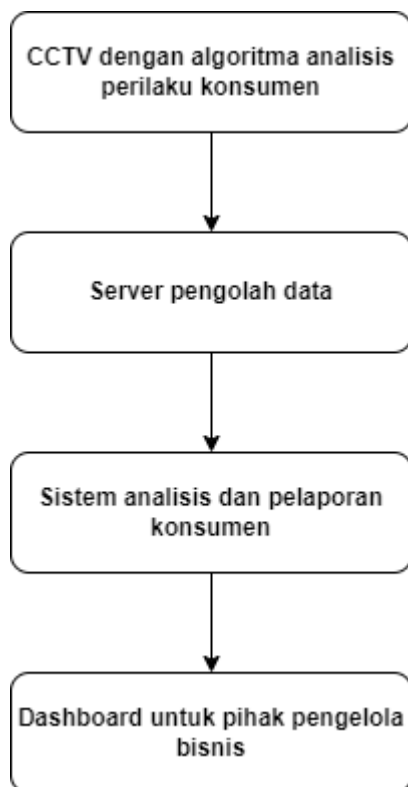 CCTV dengan algoritma analisis
perilaku konsumen
Server pengolah data
Sistem analisis dan pelaporan
konsumen
Dashboard untuk pihak pengelola
bisnis